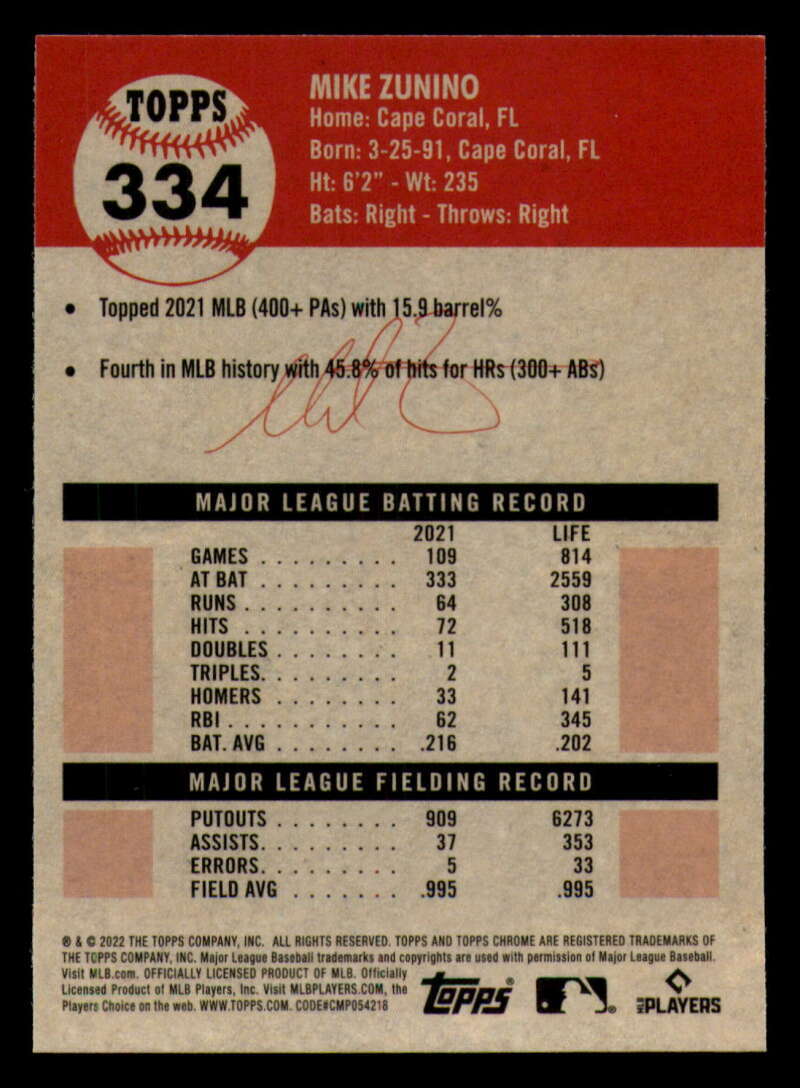 TOPPS
334
MIKE ZUNINO
Home: Cape Coral, FL
Born: 3-25-91, Cape Coral, FL
Ht: 6'2" - Wt: 235
Bats: Right - Throws: Right
• Topped 2021 MLB (400+ PAs) with 15.9 barrel%
• Fourth in MLB history with 45.8% of hits for HRs (300+ ABs)
MAJOR LEAGUE BATTING RECORD
2021 LIFE
GAMES . . . . . . . . . 109 814
AT BAT . . . . . . . . . 333 2559
RUNS . . . . . . . . . . 64 308
HITS . . . . . . . . . . 72 518
DOUBLES . . . . . . . . 11 111
TRIPLES. . . . . . . . . 2 5
HOMERS . . . . . . . . 33 141
RBI . . . . . . . . . . . 62 345
BAT. AVG . . . . . . . . .216 .202
MAJOR LEAGUE FIELDING RECORD
PUTOUTS . . . . . . . . 909 6273
ASSISTS. . . . . . . . . 37 353
ERRORS. . . . . . . . . 5 33
FIELD AVG . . . . . . . .995 .995
® & © 2022 THE TOPPS COMPANY, INC. ALL RIGHTS RESERVED. TOPPS AND TOPPS CHROME ARE REGISTERED TRADEMARKS OF
THE TOPPS COMPANY, INC. Major League Baseball trademarks and copyrights are used with permission of Major League Baseball.
Visit MLB.com. OFFICIALLY LICENSED PRODUCT OF MLB. Officially
Licensed Product of MLB Players, Inc. Visit MLBPLAYERS.COM, the
Players Choice on the web. WWW.TOPPS.COM. CODE#CMP054218
Topps®
MLB PLAYERS